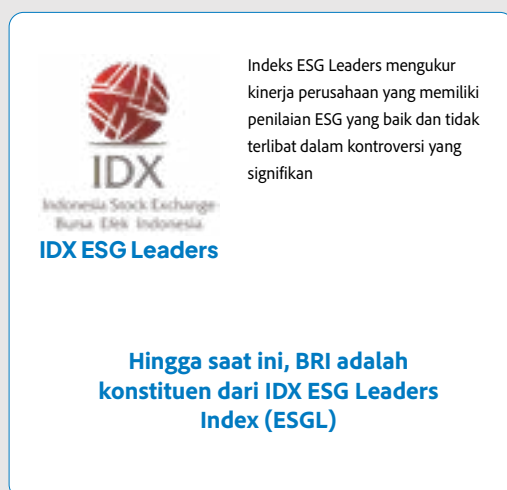 Indeks ESG Leaders mengukur
kinerja perusahaan yang memiliki
penilaian ESG yang baik dan tidak
terlibat dalam kontroversi yang
signifikan
IDX
Indonesia Stock Exchange
Bursa Efek Indonesia
IDX ESG Leaders
Hingga saat ini, BRI adalah
konstituen dari IDX ESG Leaders
Index (ESGL)